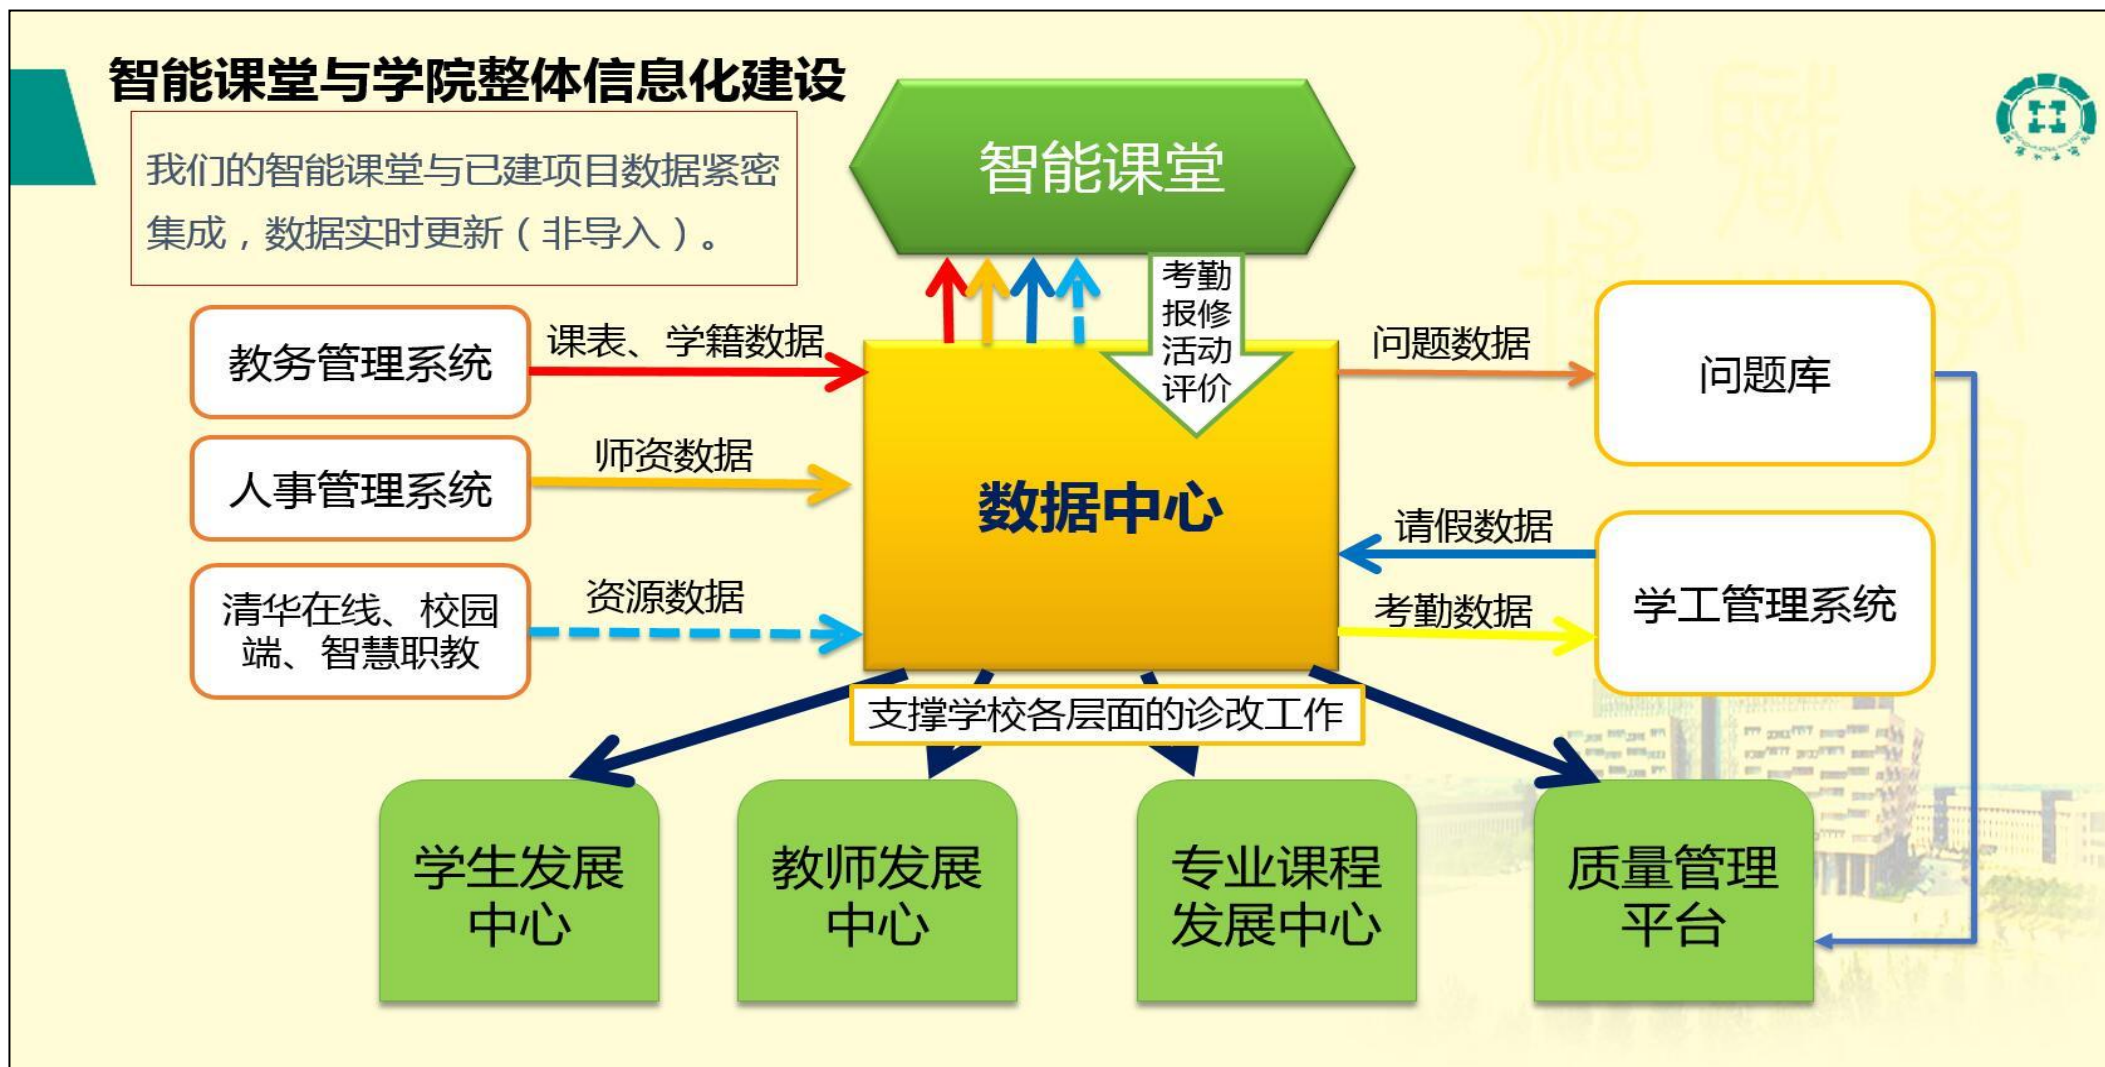 智能课堂与学院整体信息化建设
我们的智能课堂与已建项目数据紧密
集成，数据实时更新（非导入）。
智能课堂
考勤
报修
活动
评价
教务管理系统
课表、学籍数据
问题数据
问题库
人事管理系统
师资数据
数据中心
请假数据
清华在线、校园
端、智慧职教
资源数据
考勤数据
学工管理系统
支撑学校各层面的诊改工作
学生发展
中心
教师发展
中心
专业课程
发展中心
质量管理
平台